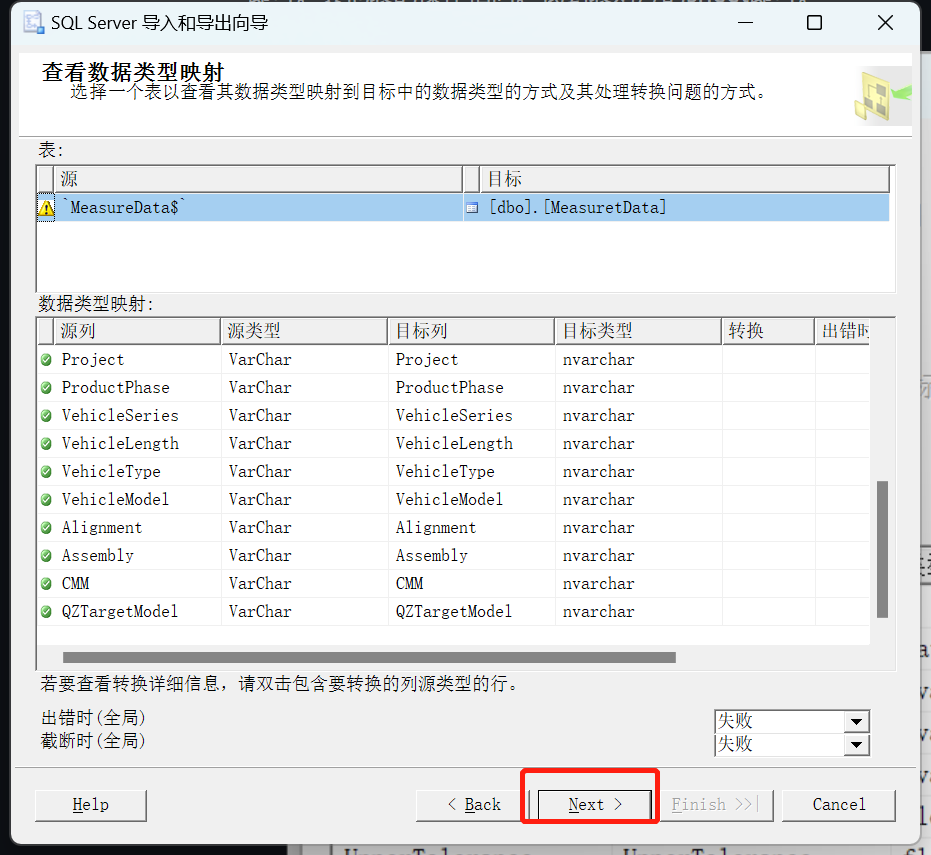 SQL Server 导入和导出向导
查看数据类型映射
选择一个表以查看其数据类型映射到目标中的数据类型的方式及其处理转换问题的方式。
表:
源 目标
`MeasureData$` [dbo].[MeasuretData]
数据类型映射:
源列 源类型 目标列 目标类型 转换 出错时
Project VarChar Project nvarchar
ProductPhase VarChar ProductPhase nvarchar
VehicleSeries VarChar VehicleSeries nvarchar
VehicleLength VarChar VehicleLength nvarchar
VehicleType VarChar VehicleType nvarchar
VehicleModel VarChar VehicleModel nvarchar
Alignment VarChar Alignment nvarchar
Assembly VarChar Assembly nvarchar
CMM VarChar CMM nvarchar
QZTargetModel VarChar QZTargetModel nvarchar
若要查看转换详细信息，请双击包含要转换的列源类型的行。
出错时(全局) 失败
截断时(全局) 失败
Help < Back Next > Finish >>| Cancel